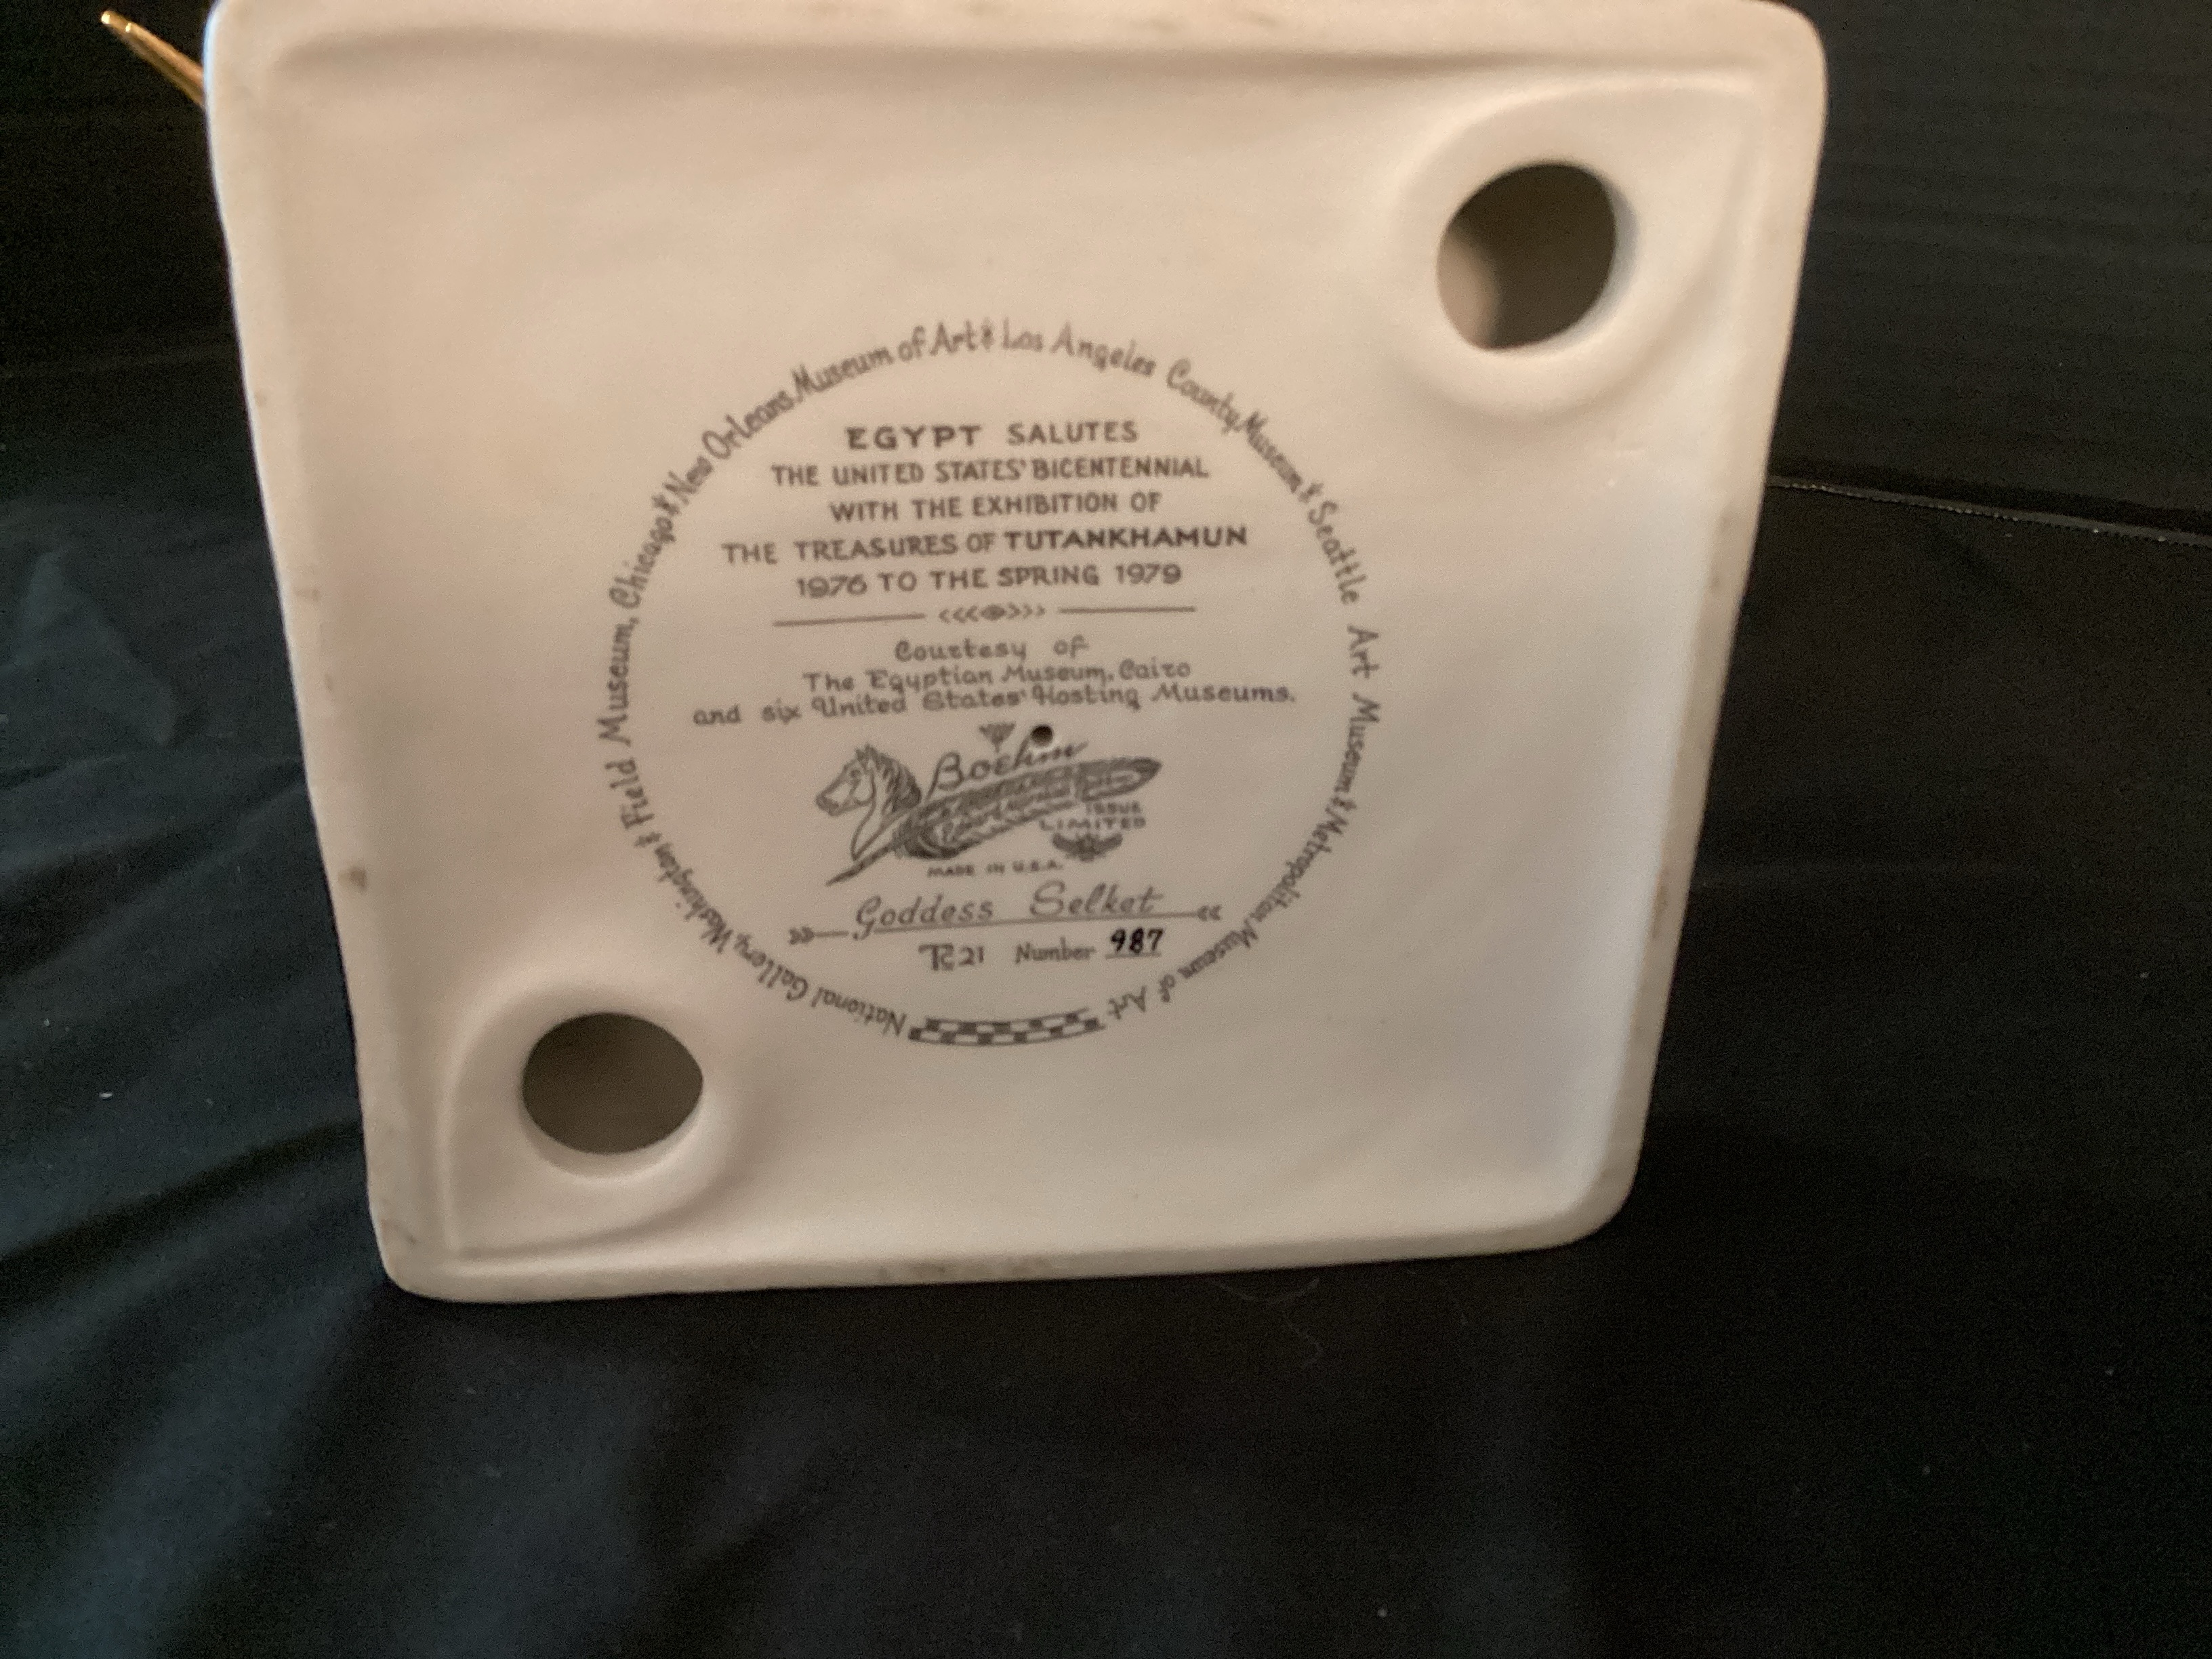 National Gallery, Washington & Field Museum, Chicago & New Orleans Museum of Art & Los Angeles County Museum & Seattle Art Museum & Metropolitan Museum of Art
EGYPT SALUTES
THE UNITED STATES' BICENTENNIAL
WITH THE EXHIBITION OF
THE TREASURES OF TUTANKHAMUN
1976 TO THE SPRING 1979
Courtesy of
The Egyptian Museum, Cairo
and six United States' Hosting Museums.
Boehm
ISSUE
LIMITED
MADE IN U.S.A.
Goddess Selket
TC 21 Number 987